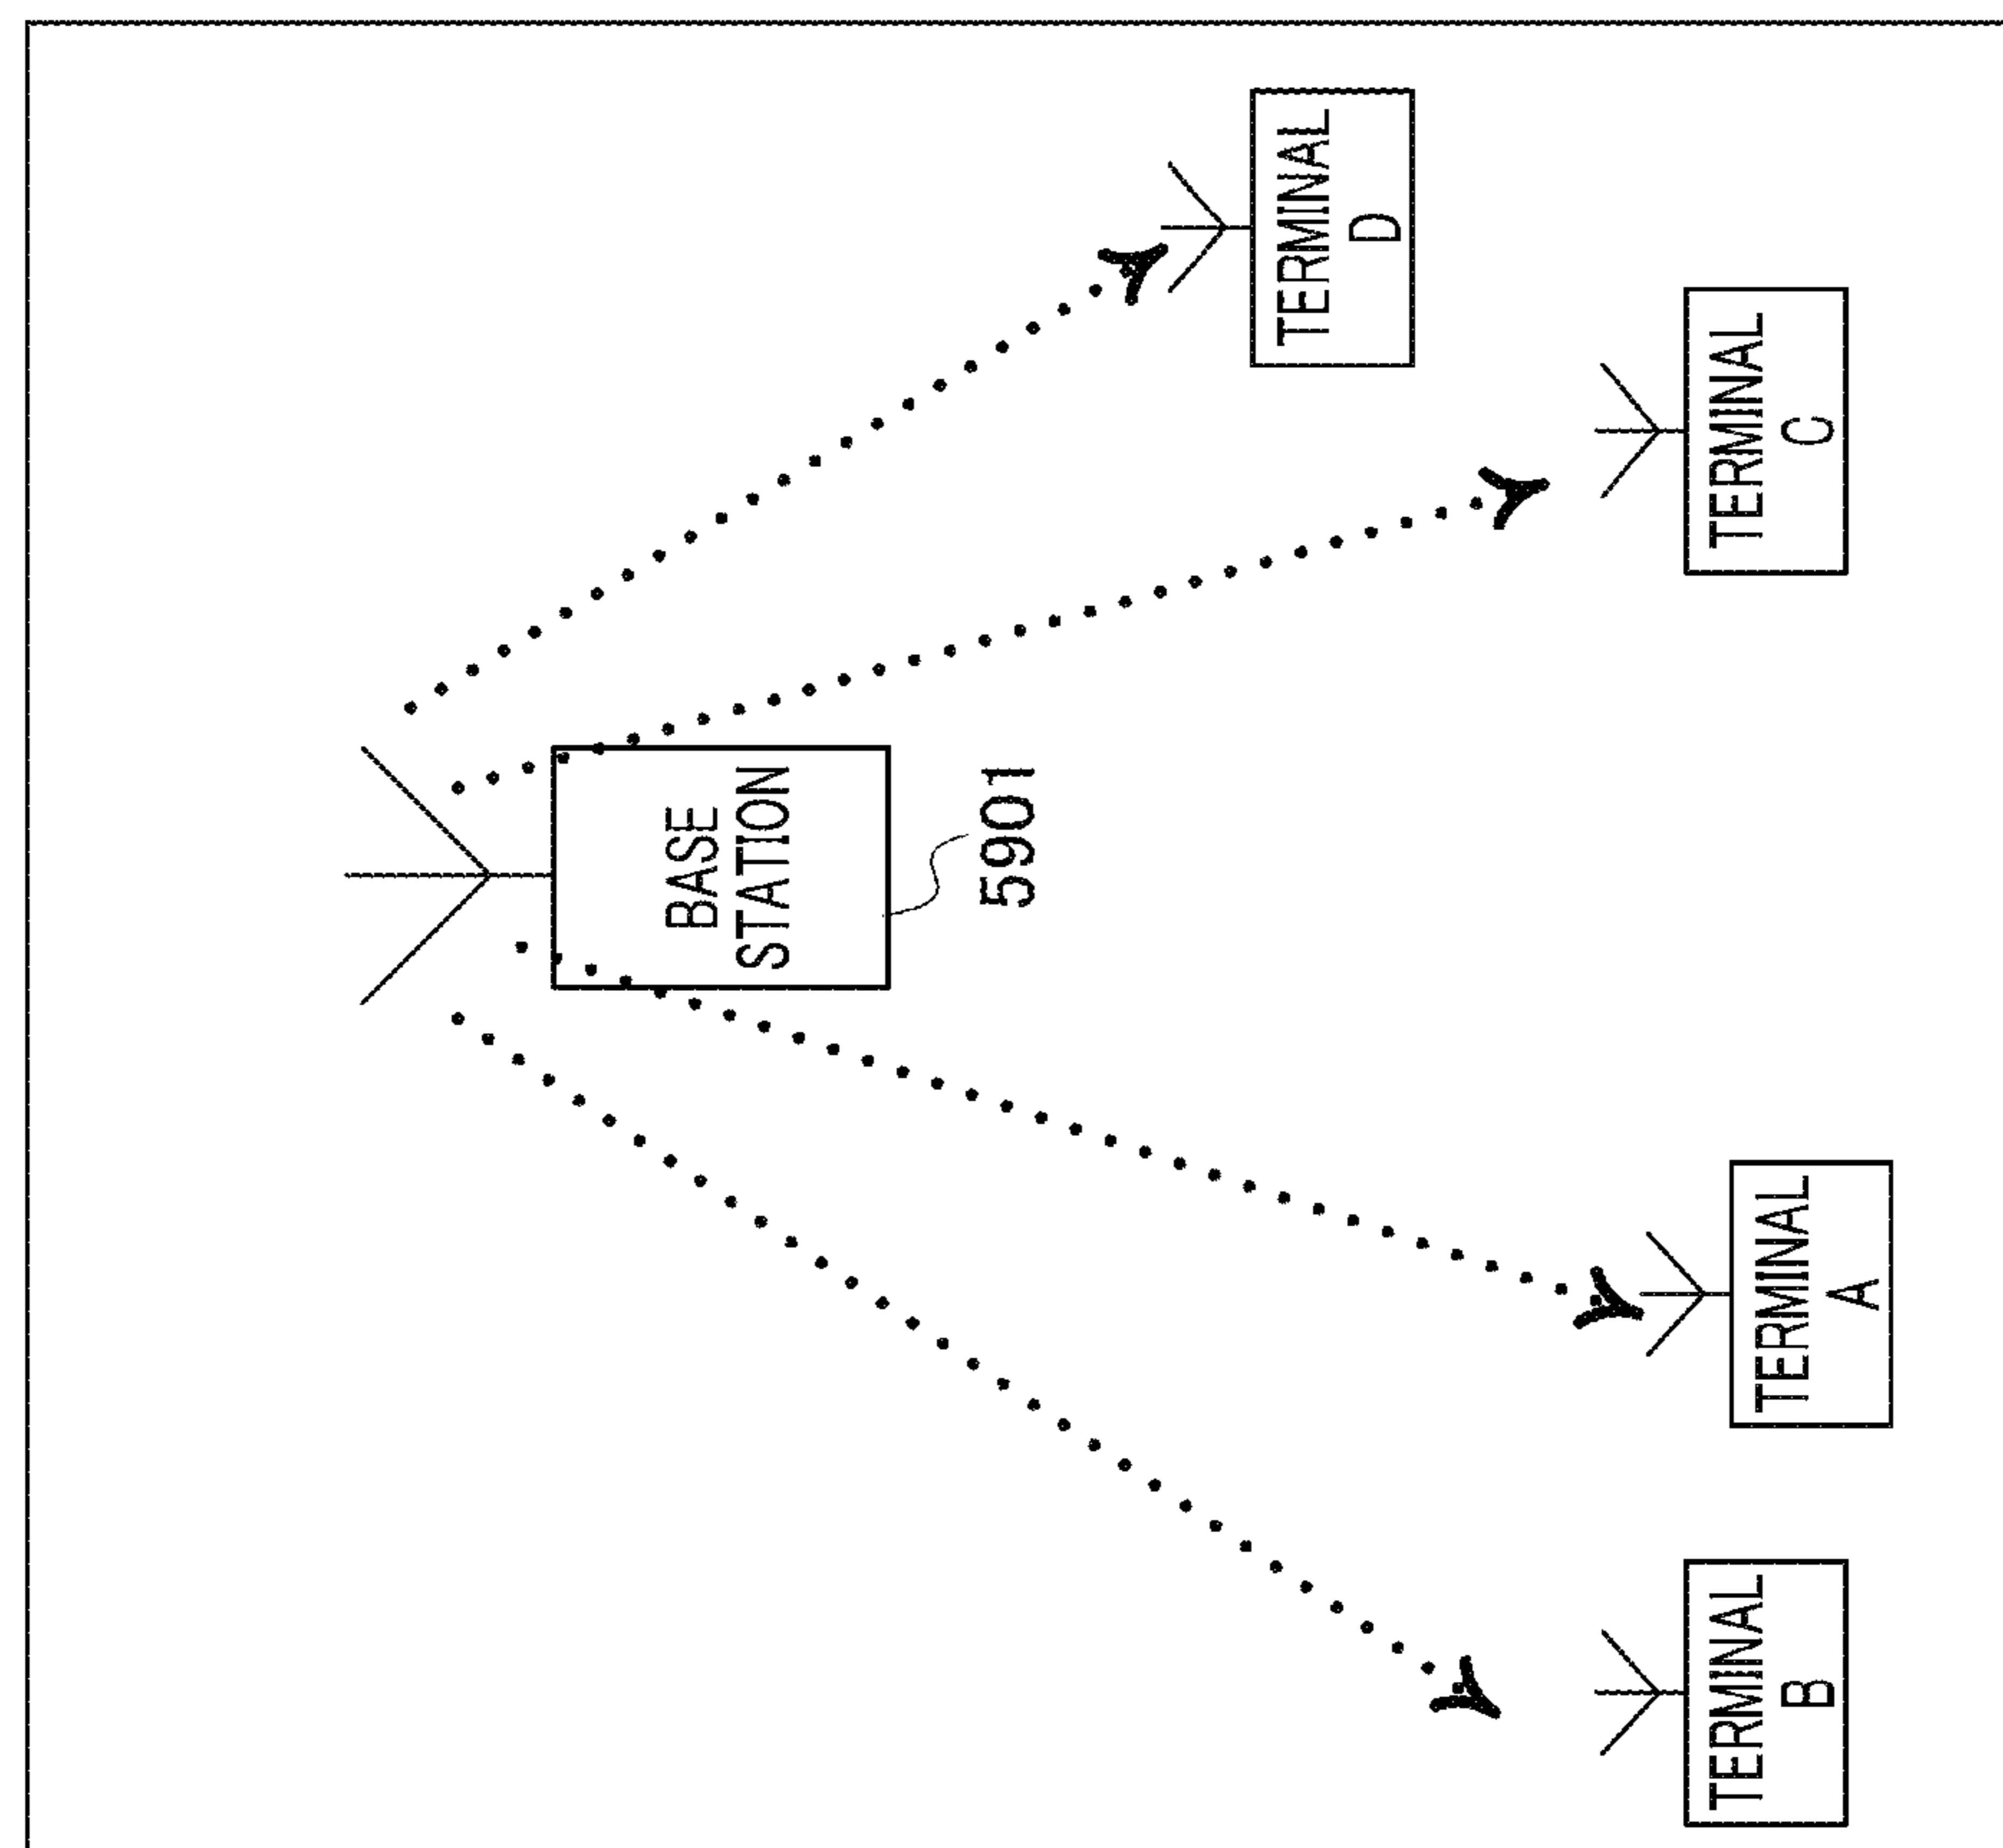 BASE
STATION
5901
TERMINAL
B
TERMINAL
A
TERMINAL
C
TERMINAL
D